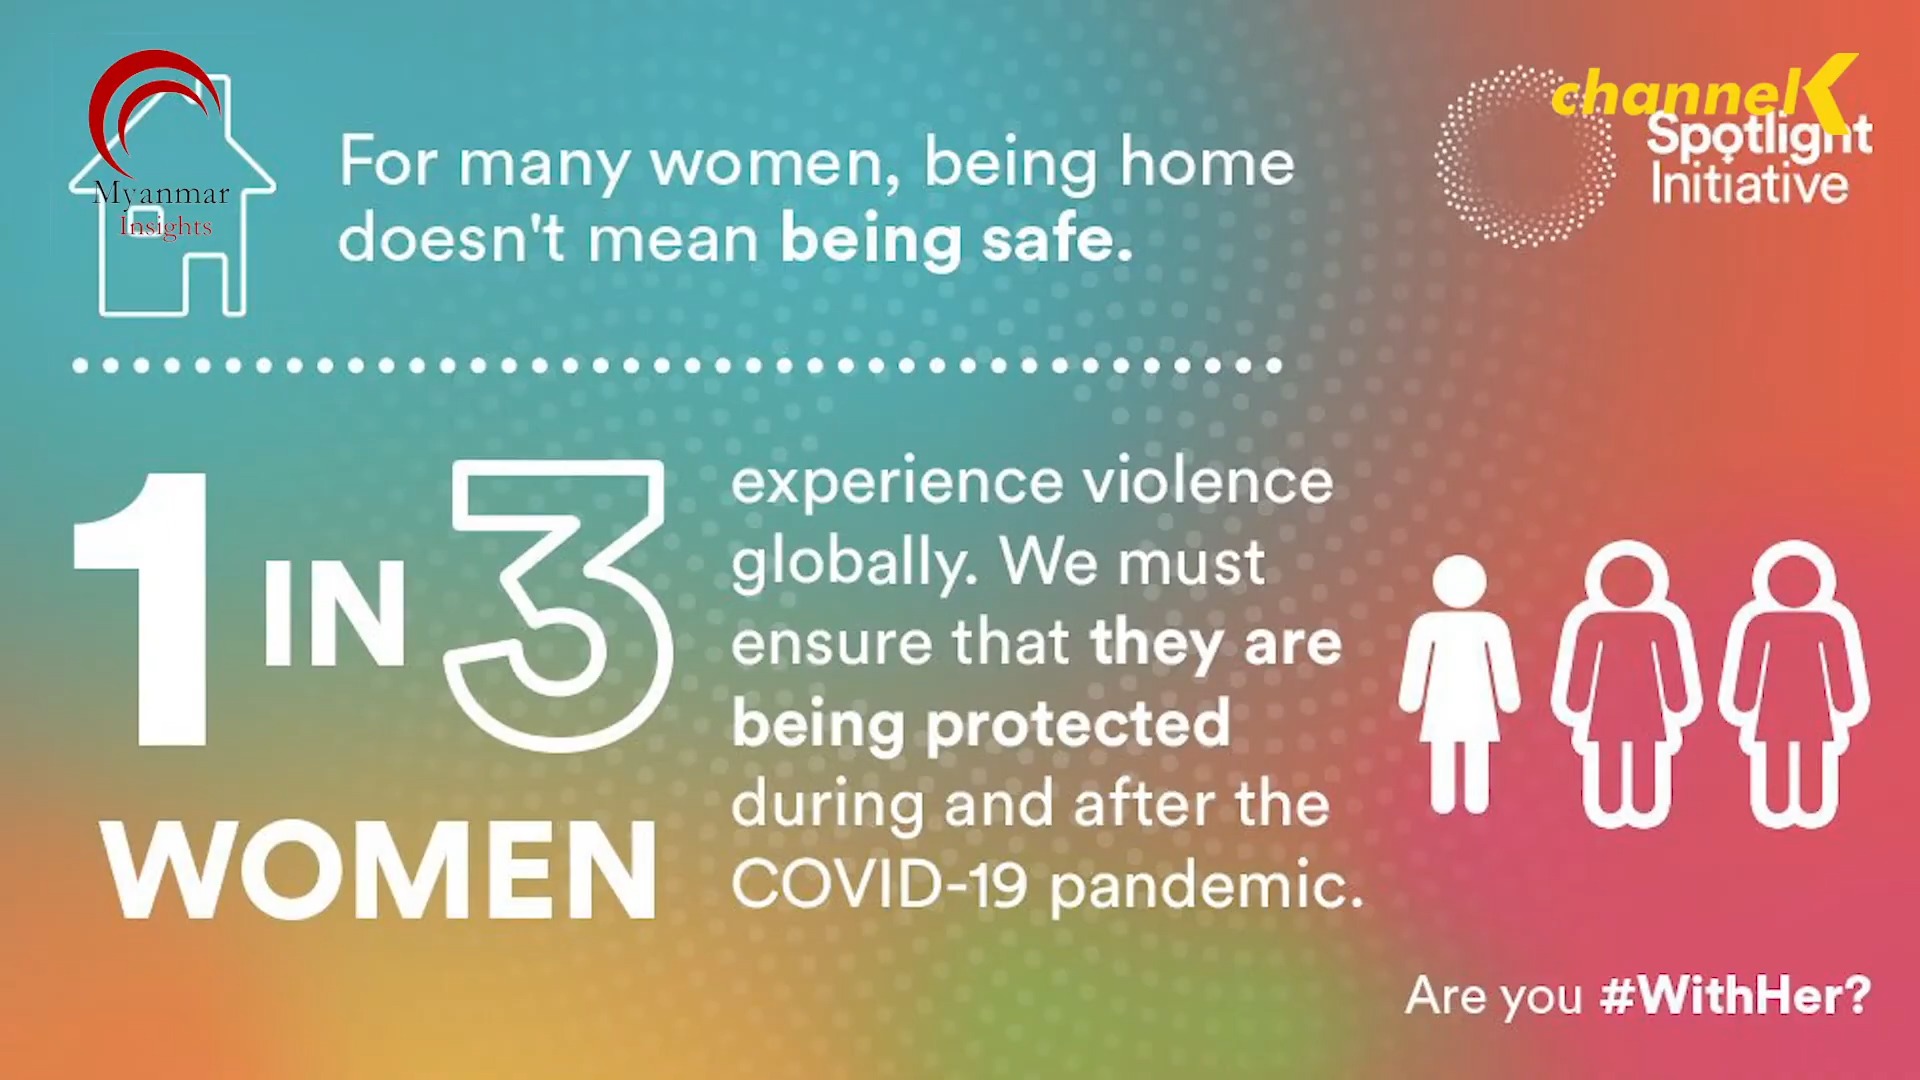 Myanmar
Insights
For many women, being home
doesn't mean being safe.
channelK
Spotlight
Initiative
1 IN 3
WOMEN
experience violence
globally. We must
ensure that they are
being protected
during and after the
COVID-19 pandemic.
Are you #WithHer?